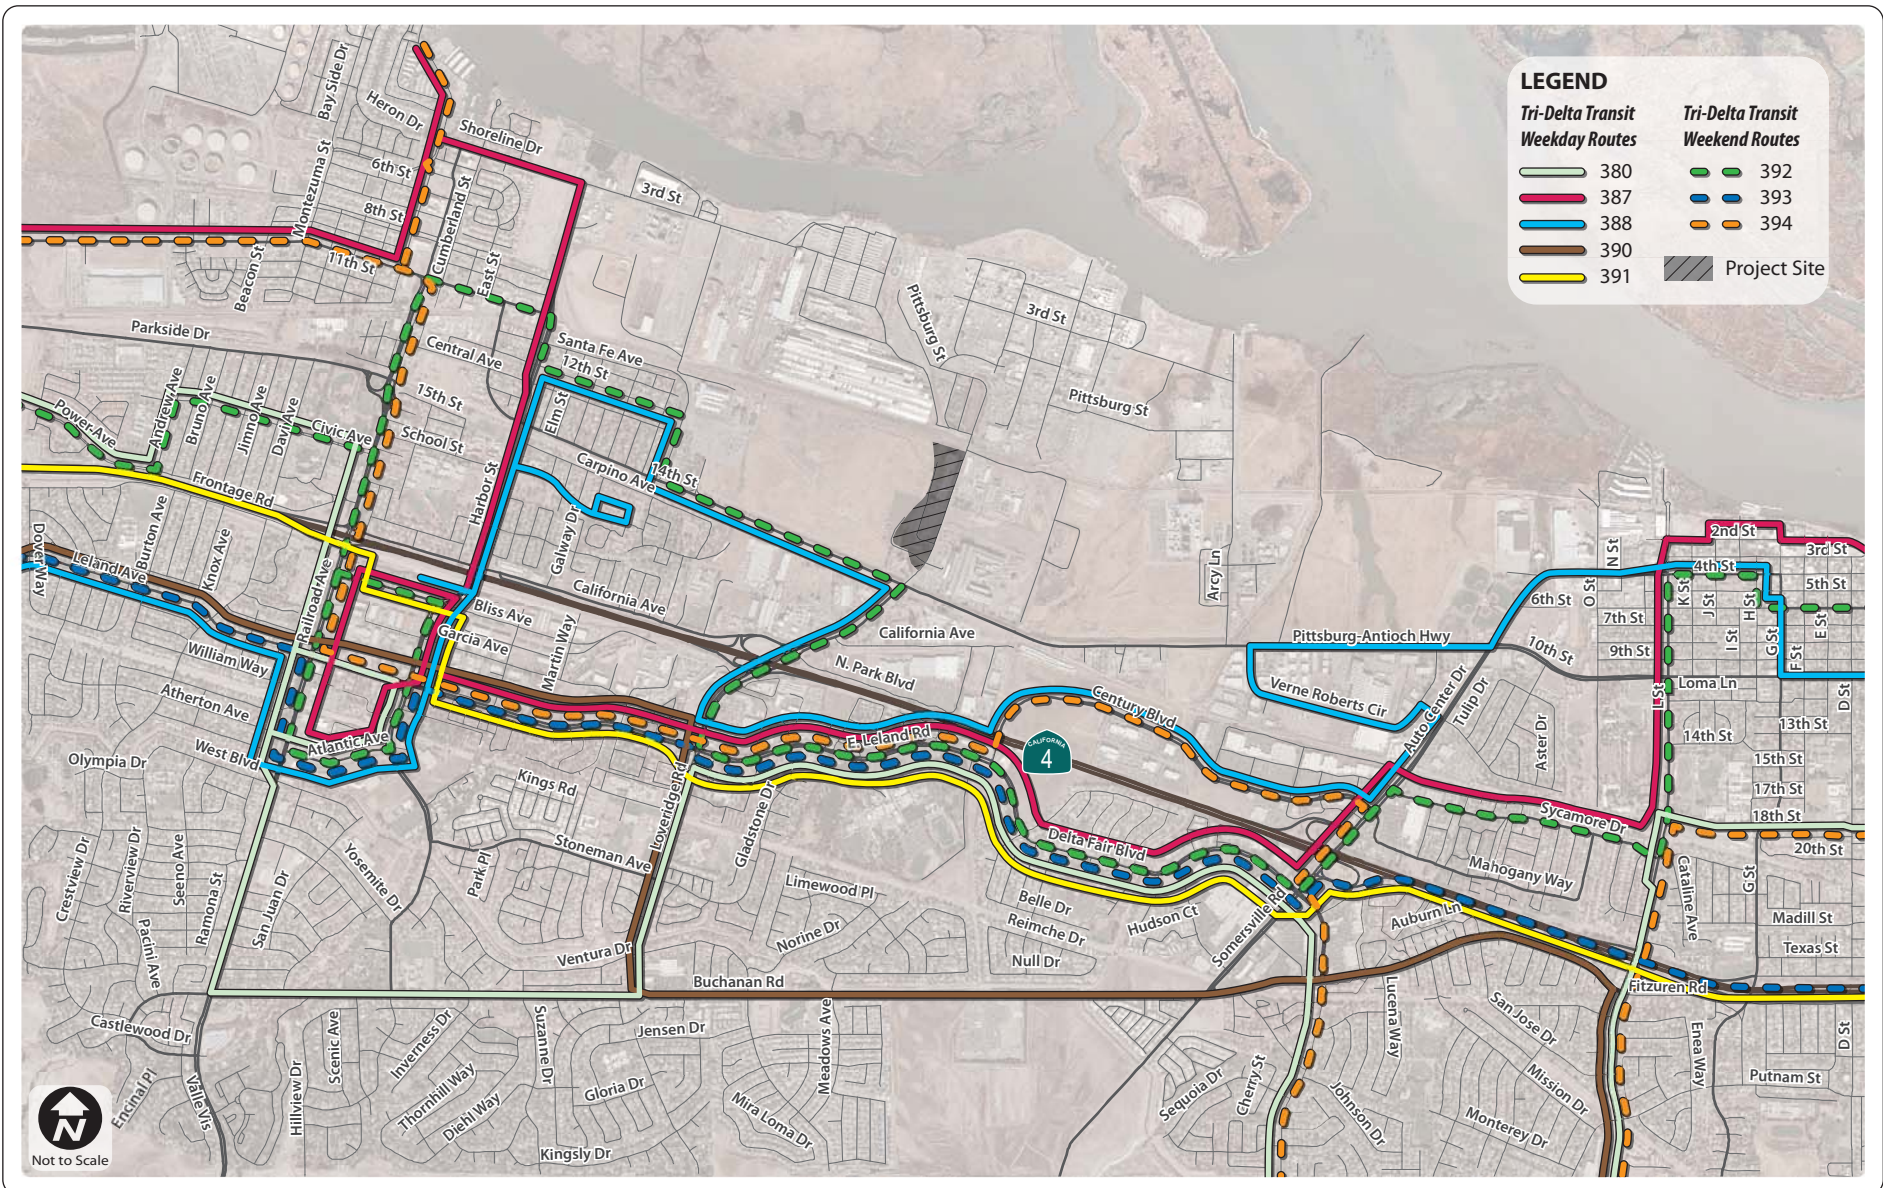 LEGEND
Tri-Delta Transit
Weekday Routes
Tri-Delta Transit
Weekend Routes
380
387
388
390
391
392
393
394
Project Site
Bay Side Dr
Heron Dr
Shoreline Dr
Montezuma St
6th St
8th St
Cumberland St
3rd St
11th St
Beacon St
East St
Pittsburg St
3rd St
Parkside Dr
Central Ave
Santa Fe Ave
12th St
15th St
Elm St
Pittsburg St
Power Ave
Andrew Ave
Bruno Ave
Jimno Ave
Davi Ave
Civic Ave
School St
Harbor St
Carpino Ave
14th St
Frontage Rd
Galway Dr
Dover Way
Leland Ave
Burton Ave
Knox Ave
Railroad Ave
California Ave
Bliss Ave
Garcia Ave
Martin Way
California Ave
N. Park Blvd
Arcy Ln
Pittsburg-Antioch Hwy
2nd St
3rd St
4th St
5th St
6th St
O St
N St
K St
J St
I St
H St
G St
F St
E St
7th St
9th St
10th St
L St
Loma Ln
D St
13th St
14th St
15th St
17th St
18th St
20th St
William Way
Atherton Ave
West Blvd
Atlantic Ave
Olympia Dr
Verne Roberts Cir
Auto Center Dr
Tulip Dr
Aster Dr
Century Blvd
E. Leland Rd
CALIFORNIA
4
Kings Rd
Loveridge Rd
Gladstone Dr
Stoneman Ave
Park Pl
Yosemite Dr
Delta Fair Blvd
Sycamore Dr
Mahogany Way
Crestview Dr
Riverview Dr
Seeno Ave
Ramona St
San Juan Dr
Pacini Ave
Limewood Pl
Belle Dr
Reimche Dr
Hudson Ct
Somersville Rd
Auburn Ln
Cataline Ave
G St
Madill St
Texas St
Ventura Dr
Norine Dr
Null Dr
Buchanan Rd
Fitzuren Rd
Castlewood Dr
Encinal Pl
Valle Vis
Hillview Dr
Scenic Ave
Inverness Dr
Thornhill Way
Diehl Way
Suzanne Dr
Gloria Dr
Jensen Dr
Kingsly Dr
Mira Loma Dr
Meadows Ave
Sequoia Dr
Cherry St
Johnson Dr
Lucena Way
San Jose Dr
Mission Dr
Monterey Dr
Enea Way
Putnam St
D St
N
Not to Scale